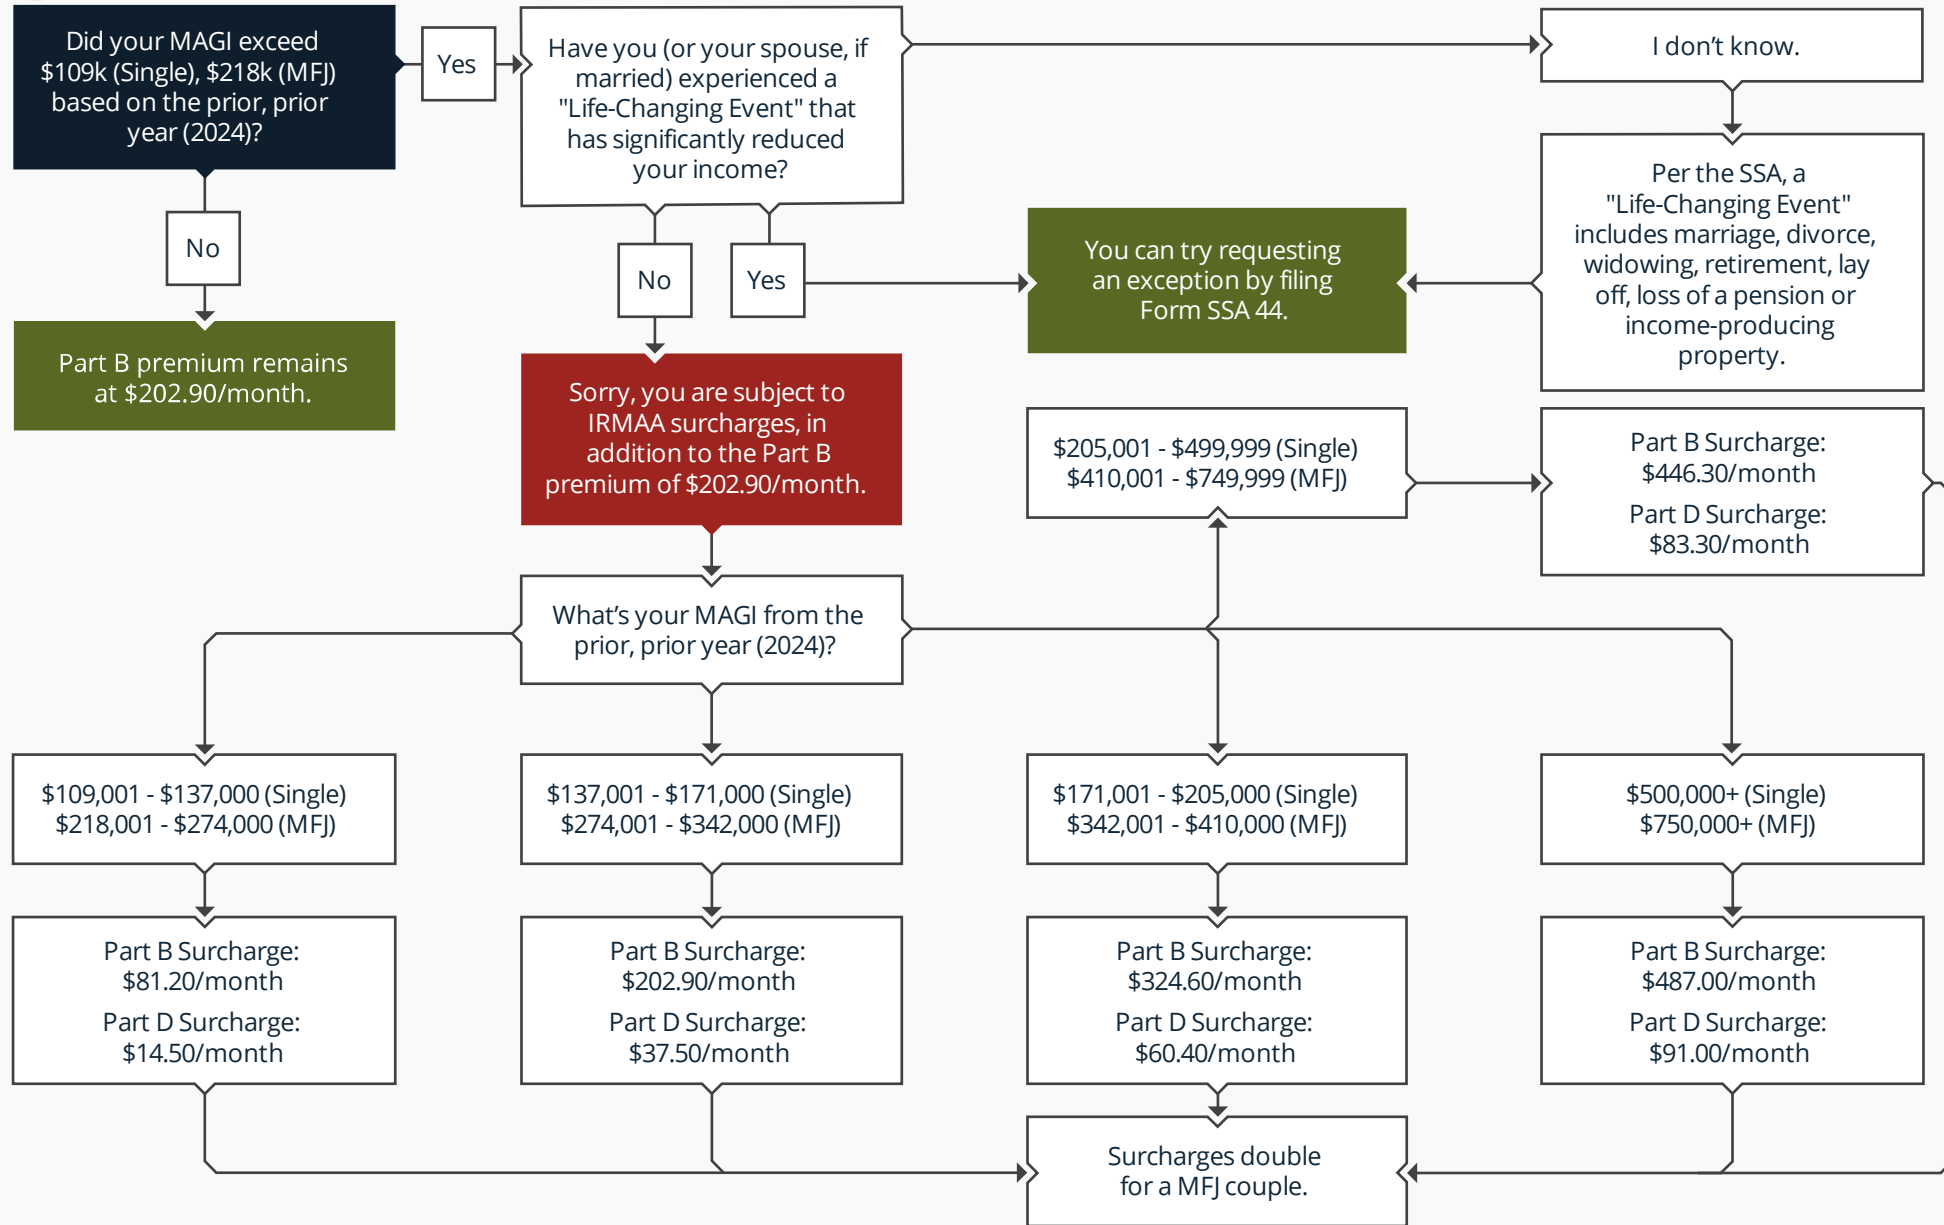 Did your MAGI exceed
$109k (Single), $218k (MFJ)
based on the prior, prior
year (2024)?
Yes
Have you (or your spouse, if
married) experienced a
"Life-Changing Event" that
has significantly reduced
your income?
I don’t know.
No
Part B premium remains
at $202.90/month.
No
Yes
You can try requesting
an exception by filing
Form SSA 44.
Per the SSA, a
"Life-Changing Event"
includes marriage, divorce,
widowing, retirement, lay
off, loss of a pension or
income-producing
property.
Sorry, you are subject to
IRMAA surcharges, in
addition to the Part B
premium of $202.90/month.
$205,001 - $499,999 (Single)
$410,001 - $749,999 (MFJ)
Part B Surcharge:
$446.30/month
Part D Surcharge:
$83.30/month
What’s your MAGI from the
prior, prior year (2024)?
$109,001 - $137,000 (Single)
$218,001 - $274,000 (MFJ)
$137,001 - $171,000 (Single)
$274,001 - $342,000 (MFJ)
$171,001 - $205,000 (Single)
$342,001 - $410,000 (MFJ)
$500,000+ (Single)
$750,000+ (MFJ)
Part B Surcharge:
$81.20/month
Part D Surcharge:
$14.50/month
Part B Surcharge:
$202.90/month
Part D Surcharge:
$37.50/month
Part B Surcharge:
$324.60/month
Part D Surcharge:
$60.40/month
Part B Surcharge:
$487.00/month
Part D Surcharge:
$91.00/month
Surcharges double
for a MFJ couple.